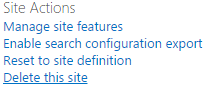 Site Actions
Manage site features
Enable search configuration export
Reset to site definition
Delete this site